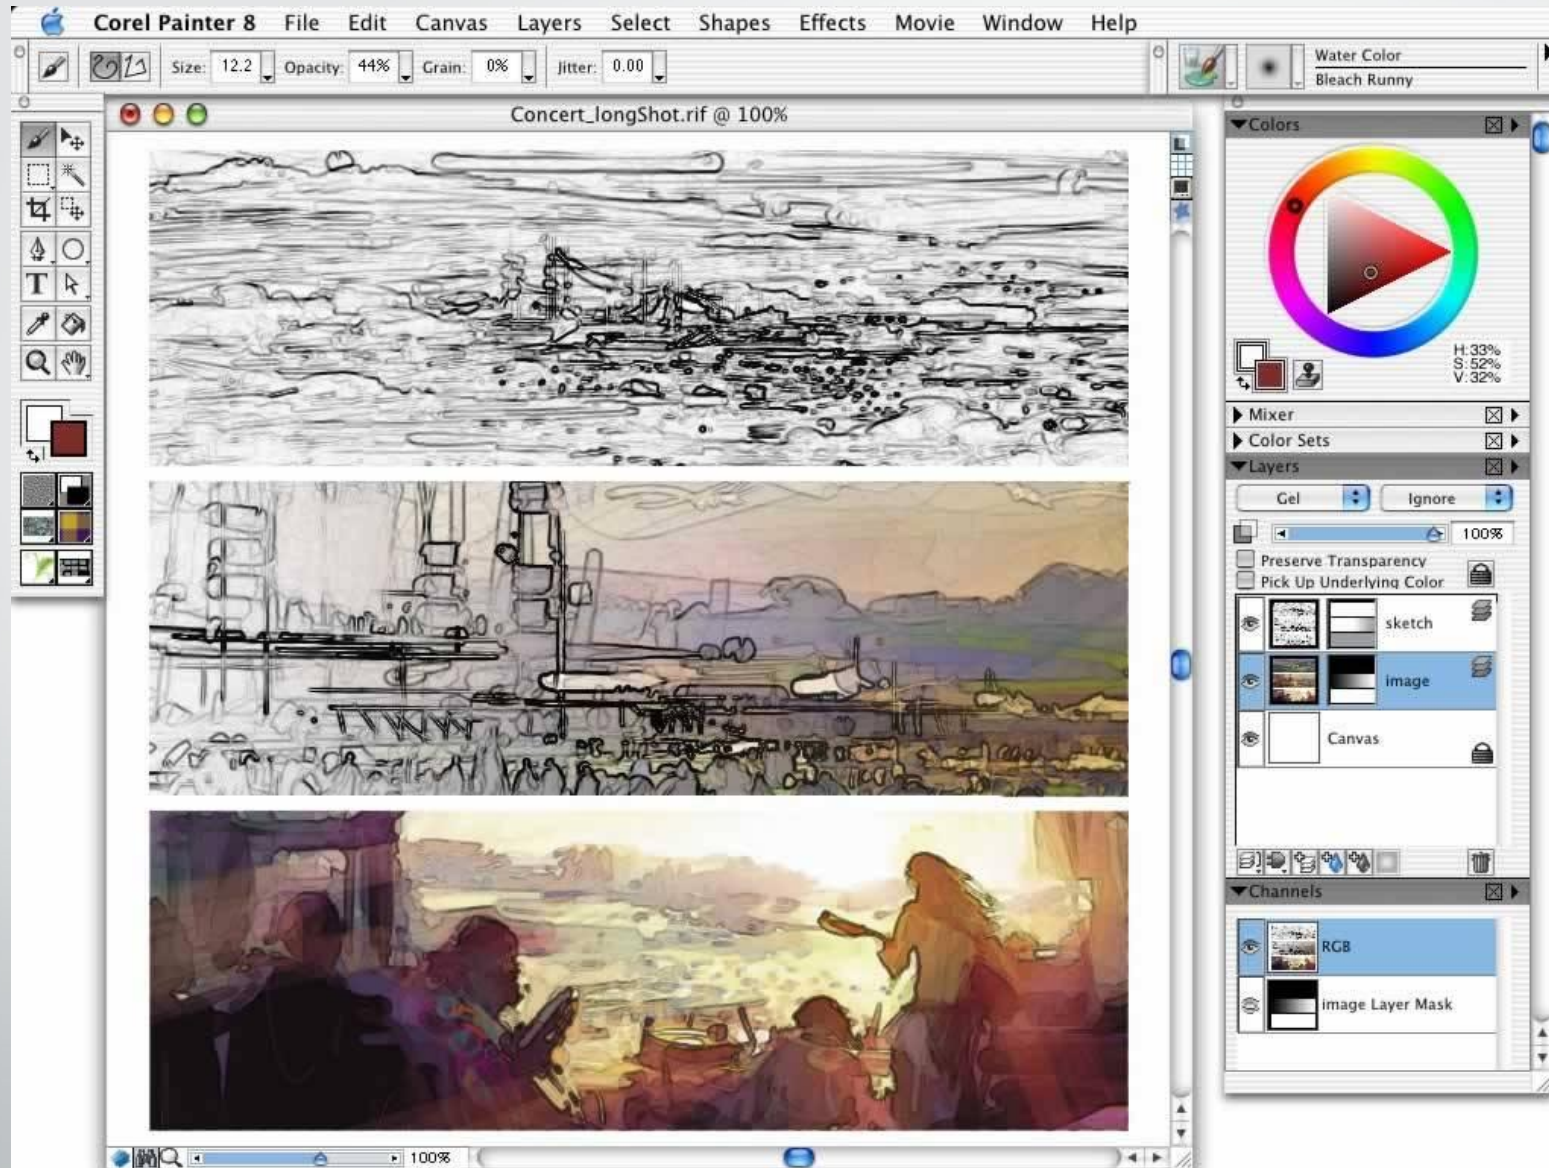 Corel Painter 8 File Edit Canvas Layers Select Shapes Effects Movie Window Help
Size: 12.2 Opacity: 44% Grain: 0% Jitter: 0.00
Water Color
Bleach Runny
Concert_longShot.rif @ 100%
Colors
H:33%
S:52%
V:32%
Mixer
Color Sets
Layers
Gel Ignore
100%
Preserve Transparency
Pick Up Underlying Color
sketch
image
Canvas
Channels
RGB
image Layer Mask
T
100%